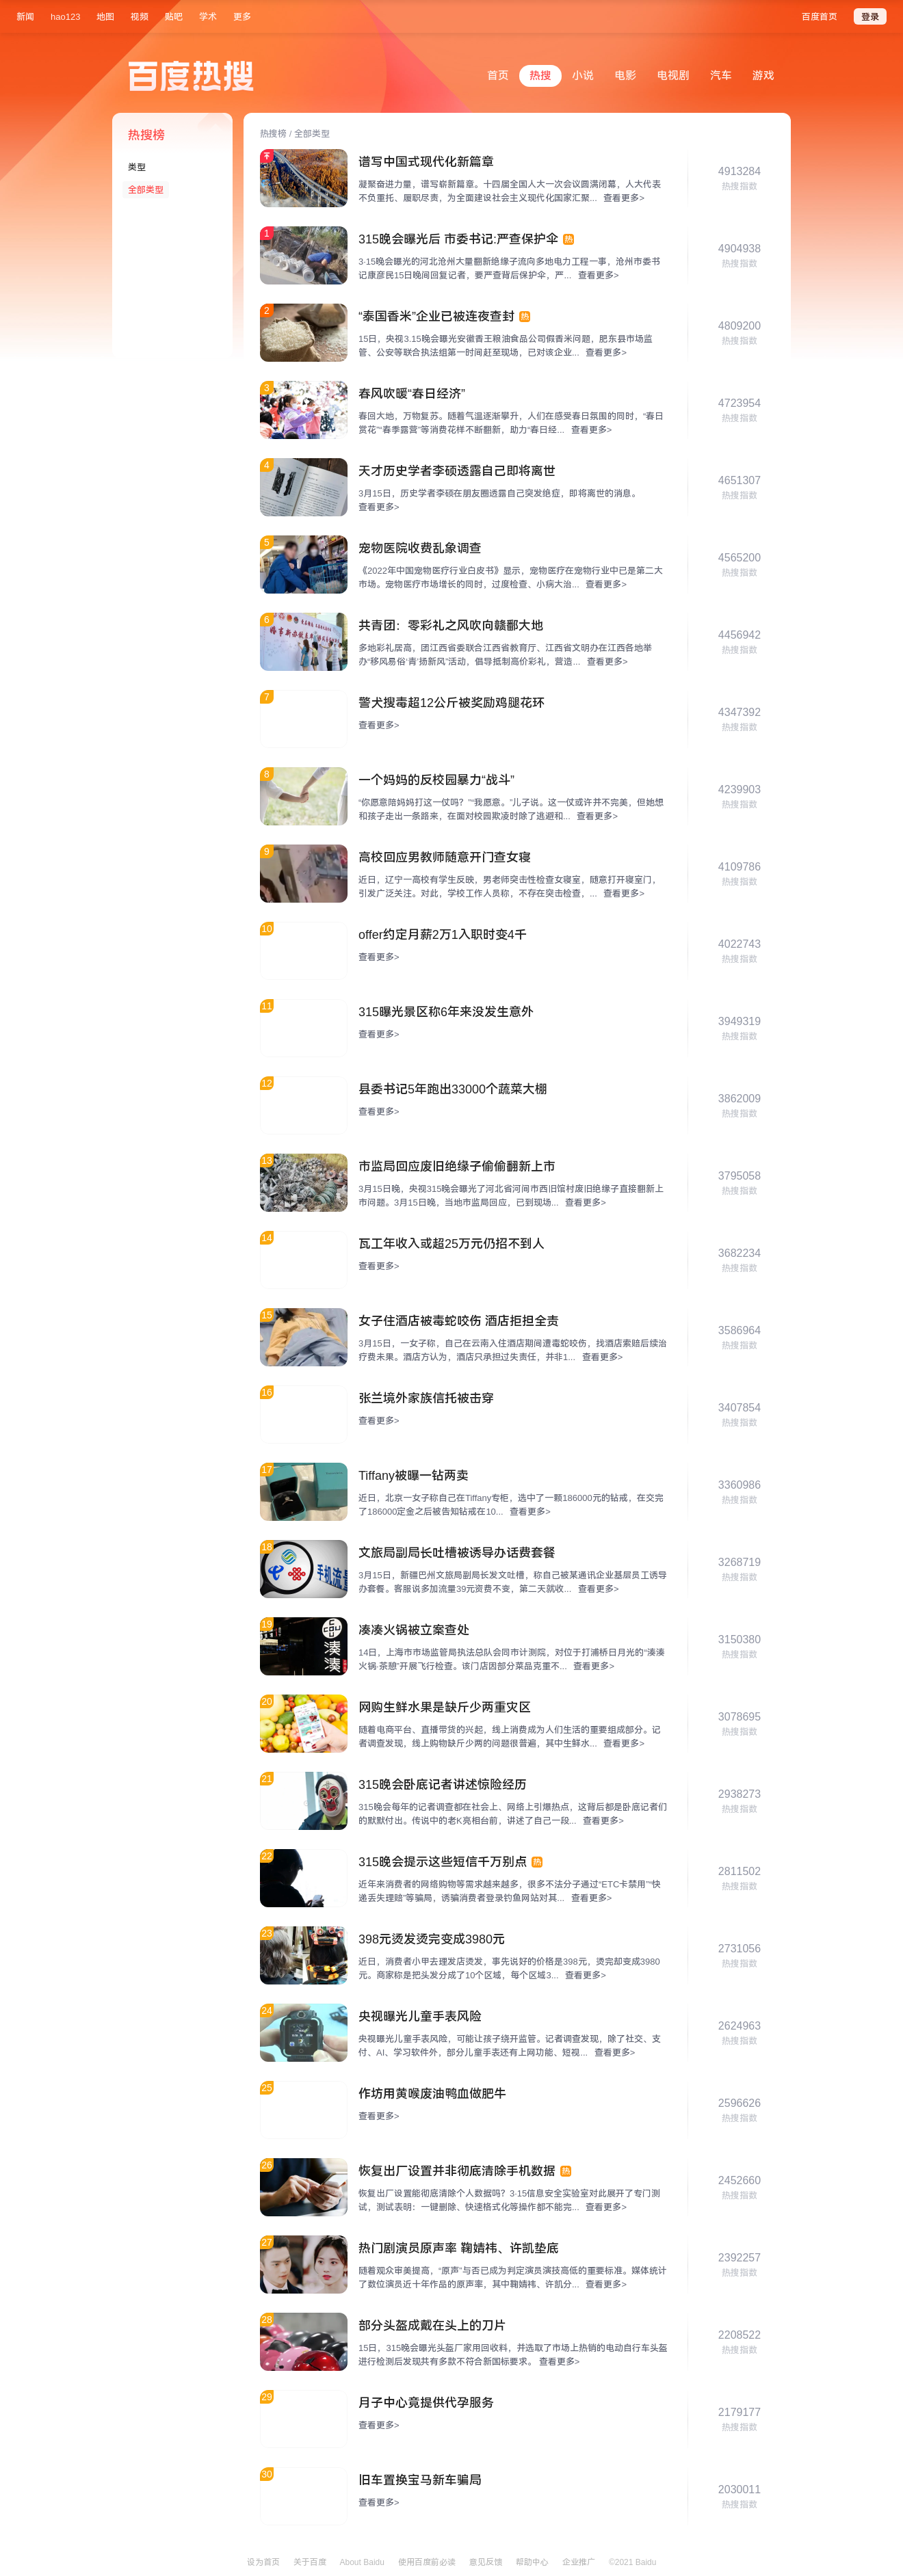 新闻 hao123 地图 视频 贴吧 学术 更多 百度首页 登录
百度热搜
首页 热搜 小说 电影 电视剧 汽车 游戏
热搜榜
类型
全部类型
热搜榜 / 全部类型
谱写中国式现代化新篇章
凝聚奋进力量，谱写崭新篇章。十四届全国人大一次会议圆满闭幕，人大代表
不负重托、履职尽责，为全面建设社会主义现代化国家汇聚... 查看更多>
4913284
热搜指数
1
315晚会曝光后 市委书记:严查保护伞 热
3·15晚会曝光的河北沧州大量翻新绝缘子流向多地电力工程一事，沧州市委书
记康彦民15日晚间回复记者，要严查背后保护伞，严... 查看更多>
4904938
热搜指数
2
“泰国香米”企业已被连夜查封 热
15日，央视3.15晚会曝光安徽香王粮油食品公司假香米问题，肥东县市场监
管、公安等联合执法组第一时间赶至现场，已对该企业... 查看更多>
4809200
热搜指数
3
春风吹暖“春日经济”
春回大地，万物复苏。随着气温逐渐攀升，人们在感受春日氛围的同时，“春日
赏花”“春季露营”等消费花样不断翻新，助力“春日经... 查看更多>
4723954
热搜指数
4
天才历史学者李硕透露自己即将离世
3月15日，历史学者李硕在朋友圈透露自己突发绝症，即将离世的消息。
查看更多>
4651307
热搜指数
5
宠物医院收费乱象调查
《2022年中国宠物医疗行业白皮书》显示，宠物医疗在宠物行业中已是第二大
市场。宠物医疗市场增长的同时，过度检查、小病大治... 查看更多>
4565200
热搜指数
6
共青团：零彩礼之风吹向赣鄱大地
多地彩礼居高，团江西省委联合江西省教育厅、江西省文明办在江西各地举
办“移风易俗‘青’扬新风”活动，倡导抵制高价彩礼，营造... 查看更多>
4456942
热搜指数
7
警犬搜毒超12公斤被奖励鸡腿花环
查看更多>
4347392
热搜指数
8
一个妈妈的反校园暴力“战斗”
“你愿意陪妈妈打这一仗吗？”“我愿意。”儿子说。这一仗或许并不完美，但她想
和孩子走出一条路来，在面对校园欺凌时除了逃避和... 查看更多>
4239903
热搜指数
9
高校回应男教师随意开门查女寝
近日，辽宁一高校有学生反映，男老师突击性检查女寝室，随意打开寝室门，
引发广泛关注。对此，学校工作人员称，不存在突击检查，... 查看更多>
4109786
热搜指数
10
offer约定月薪2万1入职时变4千
查看更多>
4022743
热搜指数
11
315曝光景区称6年来没发生意外
查看更多>
3949319
热搜指数
12
县委书记5年跑出33000个蔬菜大棚
查看更多>
3862009
热搜指数
13
市监局回应废旧绝缘子偷偷翻新上市
3月15日晚，央视315晚会曝光了河北省河间市西旧馆村废旧绝缘子直接翻新上
市问题。3月15日晚，当地市监局回应，已到现场... 查看更多>
3795058
热搜指数
14
瓦工年收入或超25万元仍招不到人
查看更多>
3682234
热搜指数
15
女子住酒店被毒蛇咬伤 酒店拒担全责
3月15日，一女子称，自己在云南入住酒店期间遭毒蛇咬伤，找酒店索赔后续治
疗费未果。酒店方认为，酒店只承担过失责任，并非1... 查看更多>
3586964
热搜指数
16
张兰境外家族信托被击穿
查看更多>
3407854
热搜指数
17
Tiffany被曝一钻两卖
近日，北京一女子称自己在Tiffany专柜，选中了一颗186000元的钻戒，在交完
了186000定金之后被告知钻戒在10... 查看更多>
3360986
热搜指数
18
文旅局副局长吐槽被诱导办话费套餐
3月15日，新疆巴州文旅局副局长发文吐槽，称自己被某通讯企业基层员工诱导
办套餐。客服说多加流量39元资费不变，第二天就收... 查看更多>
3268719
热搜指数
19
凑凑火锅被立案查处
14日，上海市市场监管局执法总队会同市计测院，对位于打浦桥日月光的“湊湊
火锅·茶憩”开展飞行检查。该门店因部分菜品克重不... 查看更多>
3150380
热搜指数
20
网购生鲜水果是缺斤少两重灾区
随着电商平台、直播带货的兴起，线上消费成为人们生活的重要组成部分。记
者调查发现，线上购物缺斤少两的问题很普遍，其中生鲜水... 查看更多>
3078695
热搜指数
21
315晚会卧底记者讲述惊险经历
315晚会每年的记者调查都在社会上、网络上引爆热点，这背后都是卧底记者们
的默默付出。传说中的老K亮相台前，讲述了自己一段... 查看更多>
2938273
热搜指数
22
315晚会提示这些短信千万别点 热
近年来消费者的网络购物等需求越来越多，很多不法分子通过“ETC卡禁用”“快
递丢失理赔”等骗局，诱骗消费者登录钓鱼网站对其... 查看更多>
2811502
热搜指数
23
398元烫发烫完变成3980元
近日，消费者小甲去理发店烫发，事先说好的价格是398元，烫完却变成3980
元。商家称是把头发分成了10个区域，每个区域3... 查看更多>
2731056
热搜指数
24
央视曝光儿童手表风险
央视曝光儿童手表风险，可能让孩子绕开监管。记者调查发现，除了社交、支
付、AI、学习软件外，部分儿童手表还有上网功能、短视... 查看更多>
2624963
热搜指数
25
作坊用黄喉废油鸭血做肥牛
查看更多>
2596626
热搜指数
26
恢复出厂设置并非彻底清除手机数据 热
恢复出厂设置能彻底清除个人数据吗？3·15信息安全实验室对此展开了专门测
试，测试表明：一键删除、快速格式化等操作都不能完... 查看更多>
2452660
热搜指数
27
热门剧演员原声率 鞠婧祎、许凯垫底
随着观众审美提高，“原声”与否已成为判定演员演技高低的重要标准。媒体统计
了数位演员近十年作品的原声率，其中鞠婧祎、许凯分... 查看更多>
2392257
热搜指数
28
部分头盔成戴在头上的刀片
15日，315晚会曝光头盔厂家用回收料，并选取了市场上热销的电动自行车头盔
进行检测后发现共有多款不符合新国标要求。 查看更多>
2208522
热搜指数
29
月子中心竟提供代孕服务
查看更多>
2179177
热搜指数
30
旧车置换宝马新车骗局
查看更多>
2030011
热搜指数
设为首页 关于百度 About Baidu 使用百度前必读 意见反馈 帮助中心 企业推广 ©2021 Baidu